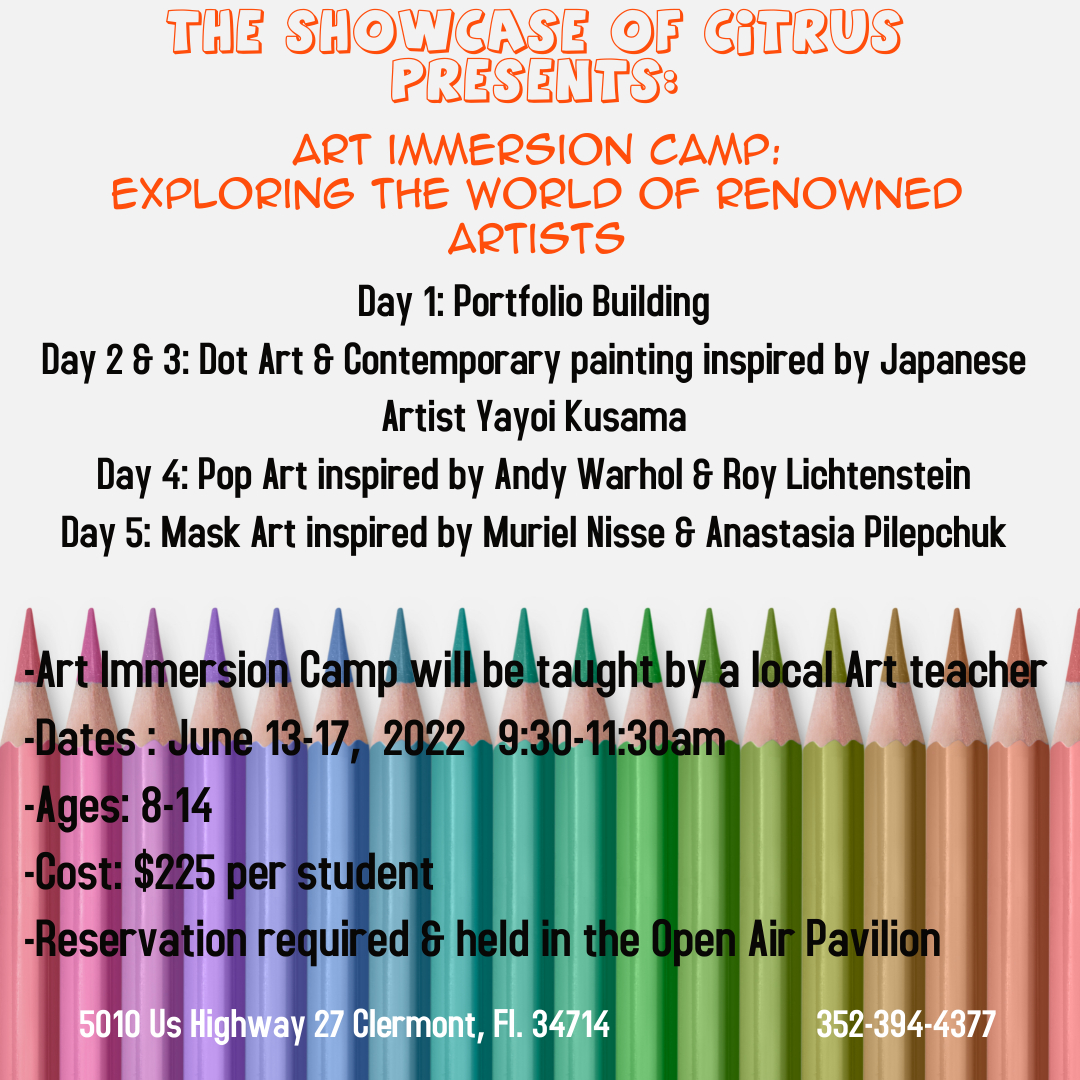 THE SHOWCASE OF CiTRUS
PRESENTS:
ART IMMERSION CAMP:
EXPLORING THE WORLD OF RENOWNED
ARTISTS
Day 1: Portfolio Building
Day 2 & 3: Dot Art & Contemporary painting inspired by Japanese
Artist Yayoi Kusama
Day 4: Pop Art inspired by Andy Warhol & Roy Lichtenstein
Day 5: Mask Art inspired by Muriel Nisse & Anastasia Pilepchuk
-Art Immersion Camp will be taught by a local Art teacher
-Dates : June 13-17, 2022 9:30-11:30am
-Ages: 8-14
-Cost: $225 per student
-Reservation required & held in the Open Air Pavilion
5010 Us Highway 27 Clermont, Fl. 34714 352-394-4377